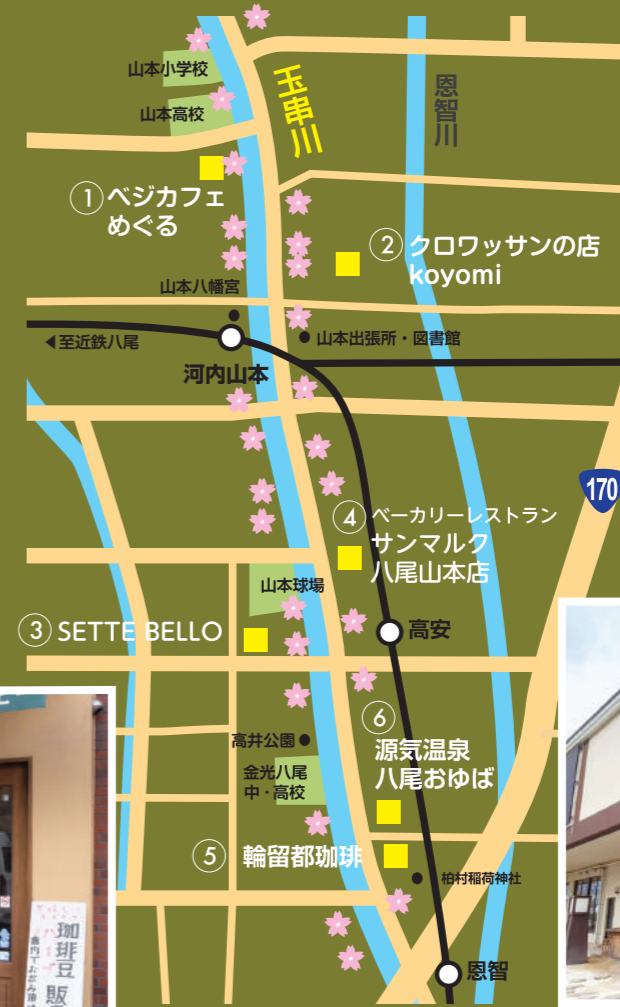 山本小学校
山本高校
玉串川
恩智川
① ベジカフェ
めぐる
② クロワッサンの店
koyomi
山本八幡宮
◀至近鉄八尾
山本出張所・図書館
河内山本
170
④ ベーカリーレストラン
サンマルク
八尾山本店
山本球場
③ SETTE BELLO
高安
⑥
源気温泉
八尾おゆば
高井公園
金光八尾
中・高校
⑤ 輪留都珈琲
柏村稲荷神社
恩智
珈琲豆 販